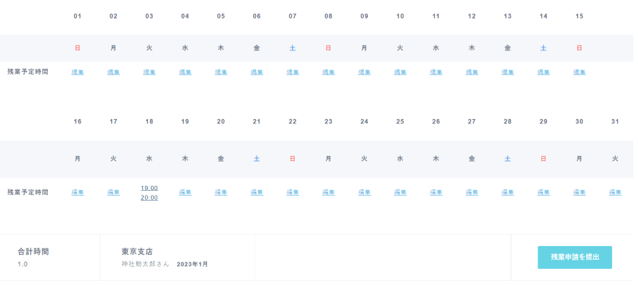 01 02 03 04 05 06 07 08 09 10 11 12 13 14 15
日 月 火 水 木 金 土 日 月 火 水 木 金 土 日
残業予定時間 編集 編集 編集 編集 編集 編集 編集 編集 編集 編集 編集 編集 編集 編集 編集
16 17 18 19 20 21 22 23 24 25 26 27 28 29 30 31
月 火 水 木 金 土 日 月 火 水 木 金 土 日 月 火
残業予定時間 編集 編集 19:00 編集 編集 編集 編集 編集 編集 編集 編集 編集 編集 編集 編集 編集
20:00
合計時間 東京支店 残業申請を提出
1.0 神社勤太郎さん 2023年1月